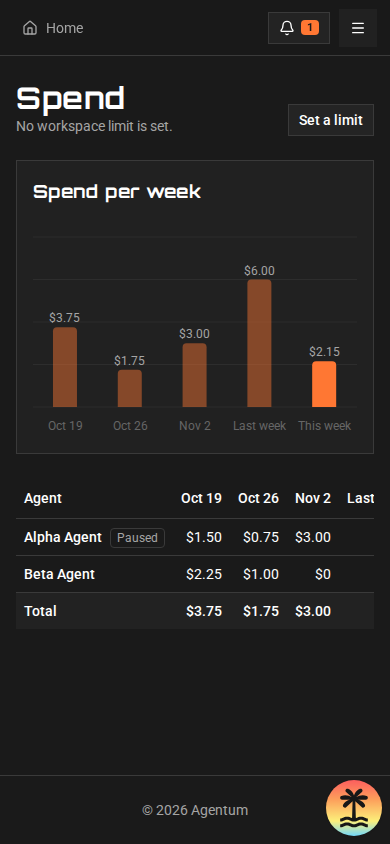 Home
1
Spend
No workspace limit is set.
Set a limit
Spend per week
$3.75
$1.75
$3.00
$6.00
$2.15
Oct 19 Oct 26 Nov 2 Last week This week
Agent Oct 19 Oct 26 Nov 2 Last
Alpha Agent Paused $1.50 $0.75 $3.00
Beta Agent $2.25 $1.00 $0
Total $3.75 $1.75 $3.00
© 2026 Agentum